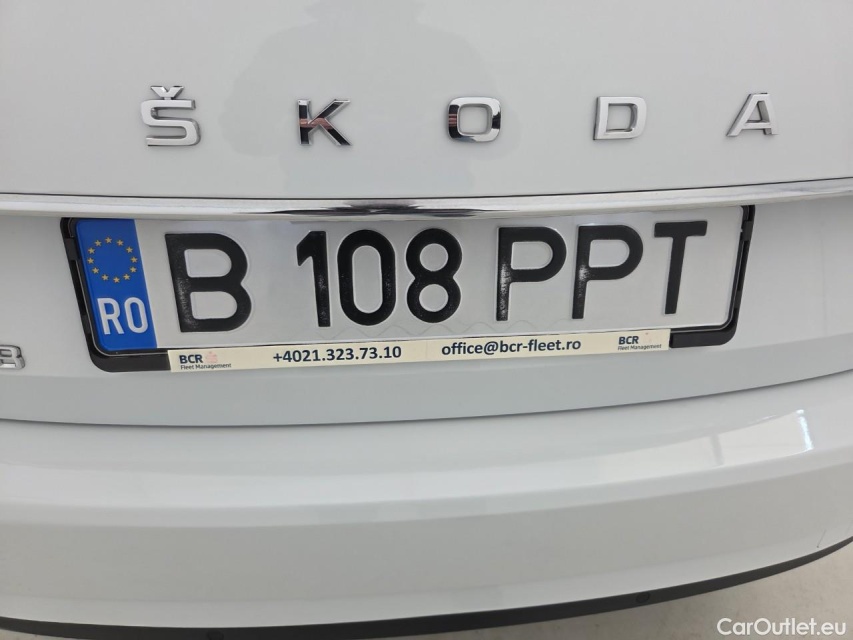 ŠKODA
RO B 108 PPT
B
BCR Fleet Management +4021.323.73.10 office@bcr-fleet.ro BCR Fleet Management
CarOutlet.eu